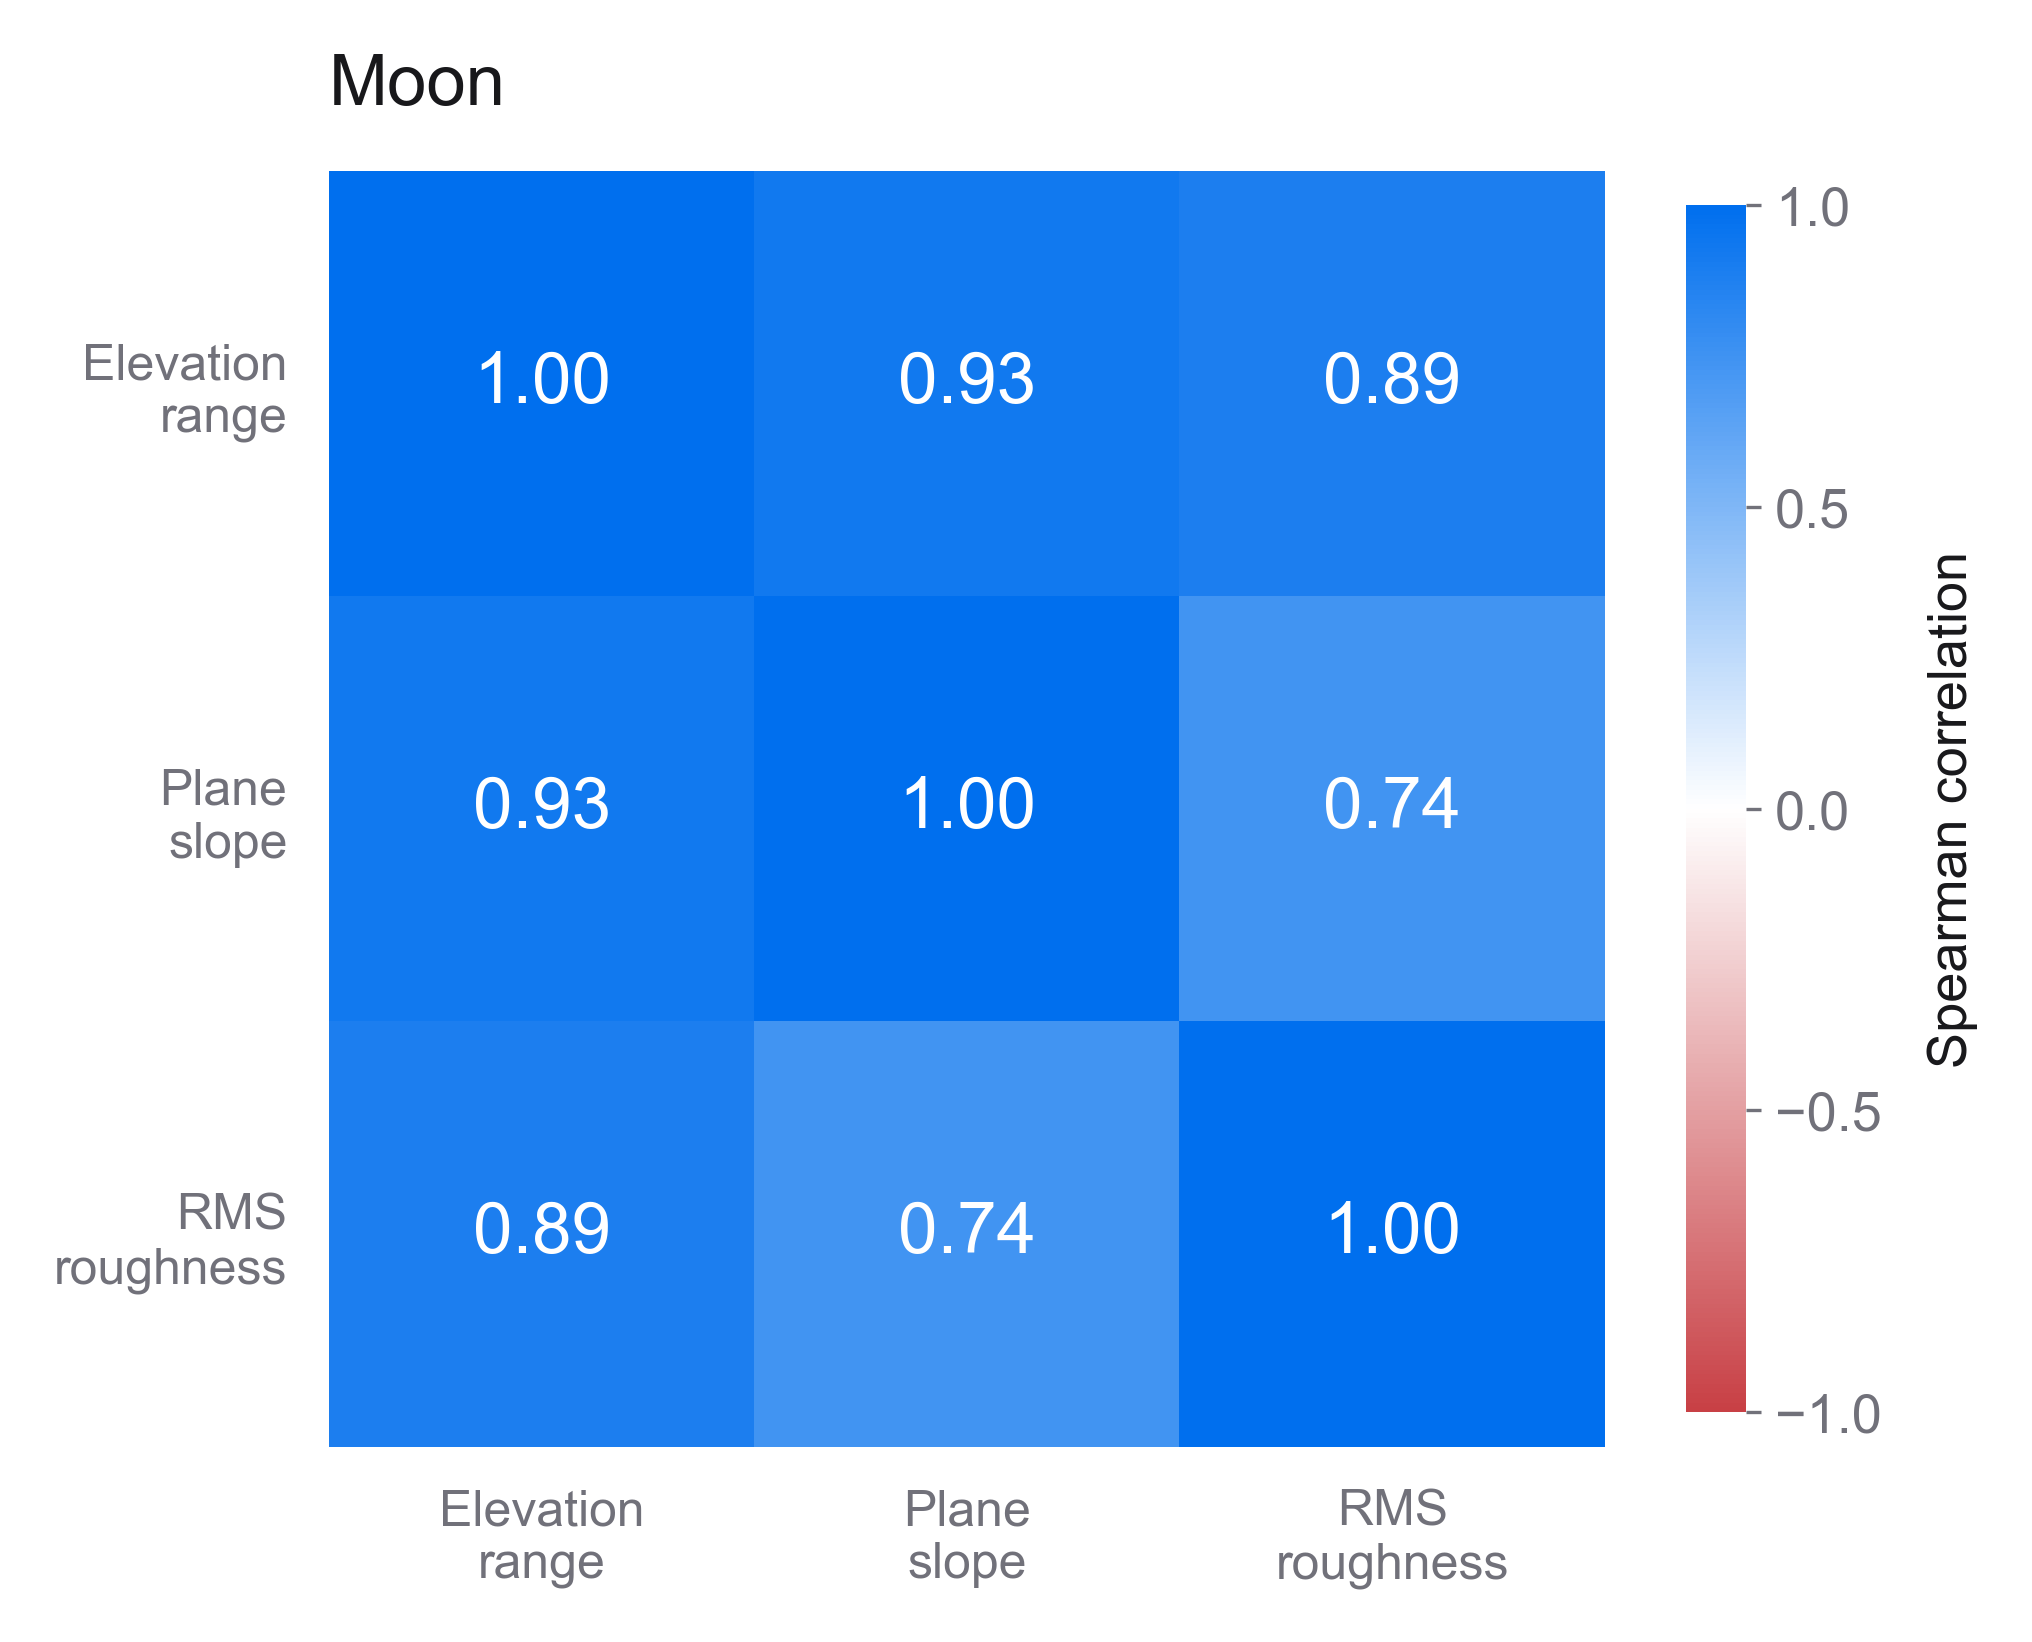 Moon
Elevation
range
1.00
0.93
0.89
Plane
slope
0.93
1.00
0.74
RMS
roughness
0.89
0.74
1.00
Elevation
range
Plane
slope
RMS
roughness
1.0
0.5
0.0
−0.5
−1.0
Spearman correlation